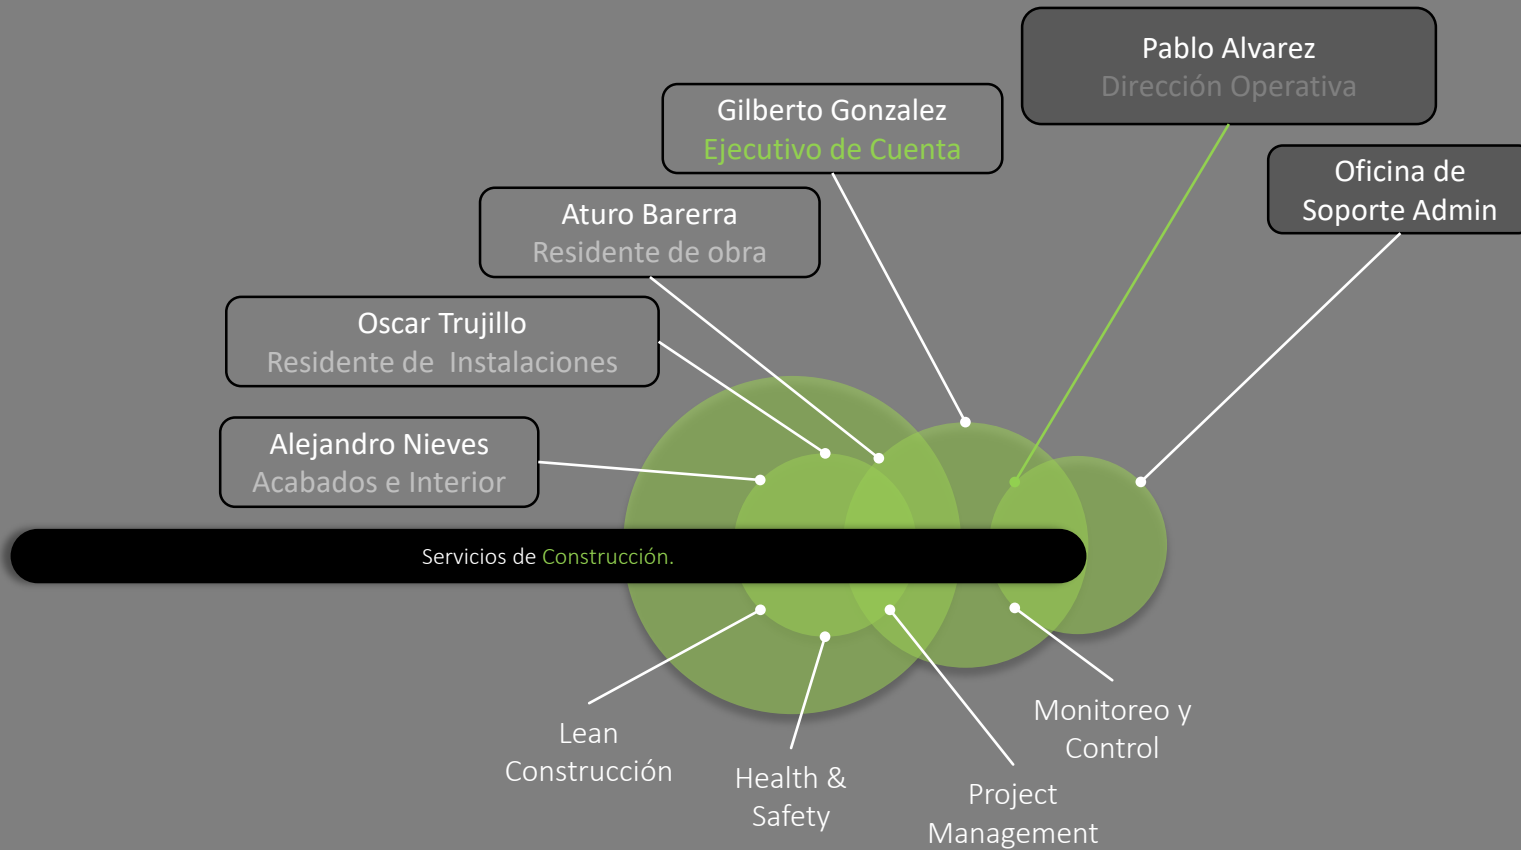 Pablo Alvarez
Dirección Operativa
Gilberto Gonzalez
Ejecutivo de Cuenta
Oficina de
Soporte Admin
Aturo Barerra
Residente de obra
Oscar Trujillo
Residente de  Instalaciones
Alejandro Nieves
Acabados e Interior
Servicios de Construcción.
Lean
Construcción
Health &
Safety
Project
Management
Monitoreo y
Control